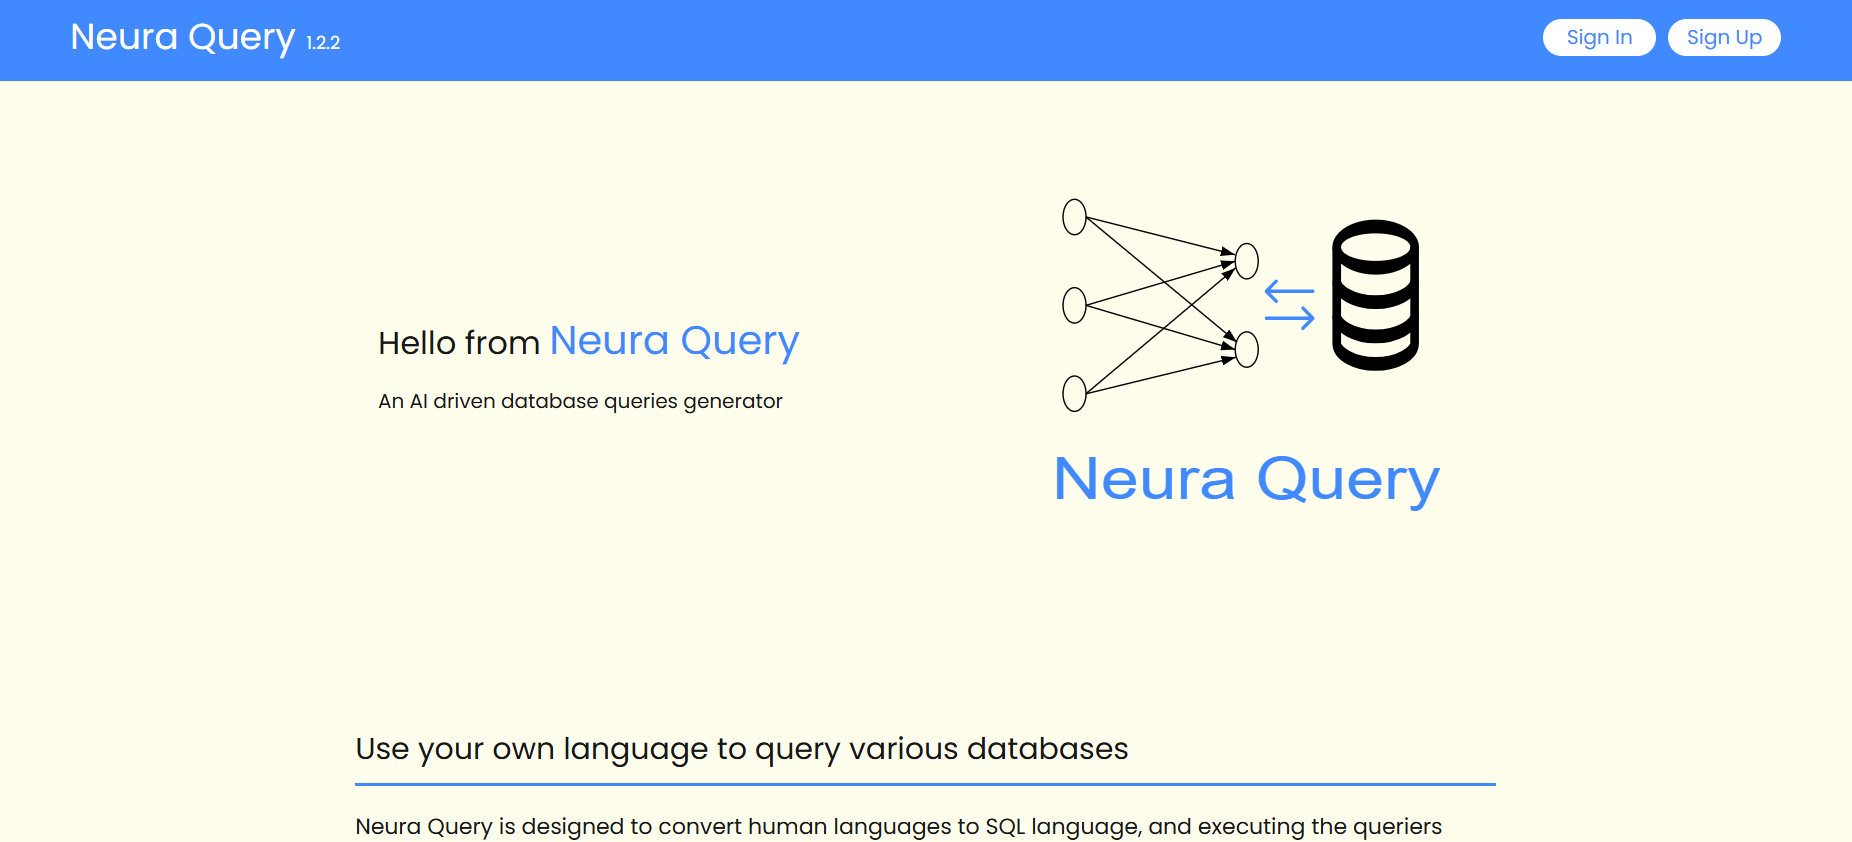 Neura Query 1.2.2
Sign In
Sign Up
Hello from Neura Query
An AI driven database queries generator
Neura Query
Use your own language to query various databases
Neura Query is designed to convert human languages to SQL language, and executing the queriers